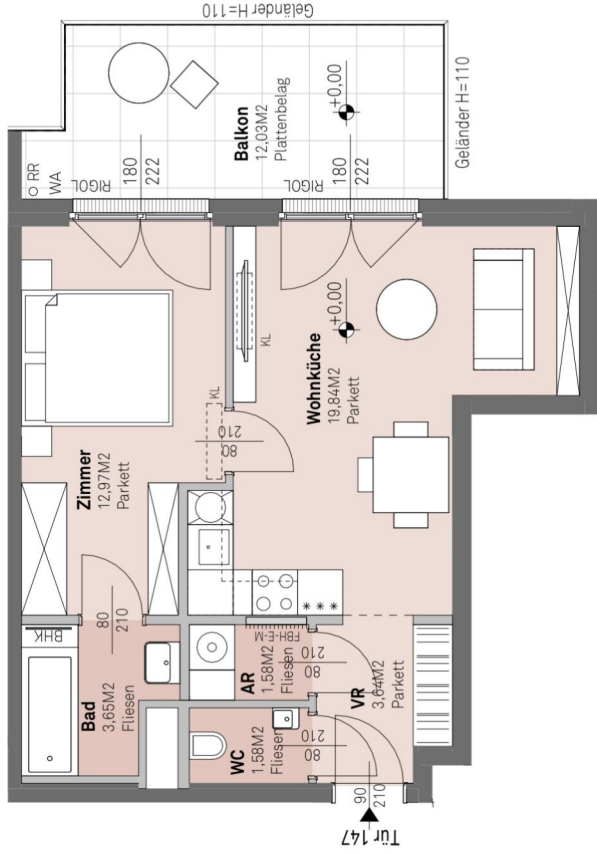 Geländer H=110
Geländer H=110
Balkon
12,03M2
Plattenbelag
+0,00
RR
WA
RIGOL
180
222
RIGOL
180
222
KL
+0,00
Wohnküche
19,84M2
Parkett
KL
80
210
Zimmer
12,97M2
Parkett
BHK
80
210
Bad
3,65M2
Fliesen
FBH-E-M
AR
1,58M2
Fliesen
80
210
VR
3,64M2
Parkett
WC
1,58M2
Fliesen
80
210
90
210
Tür 147